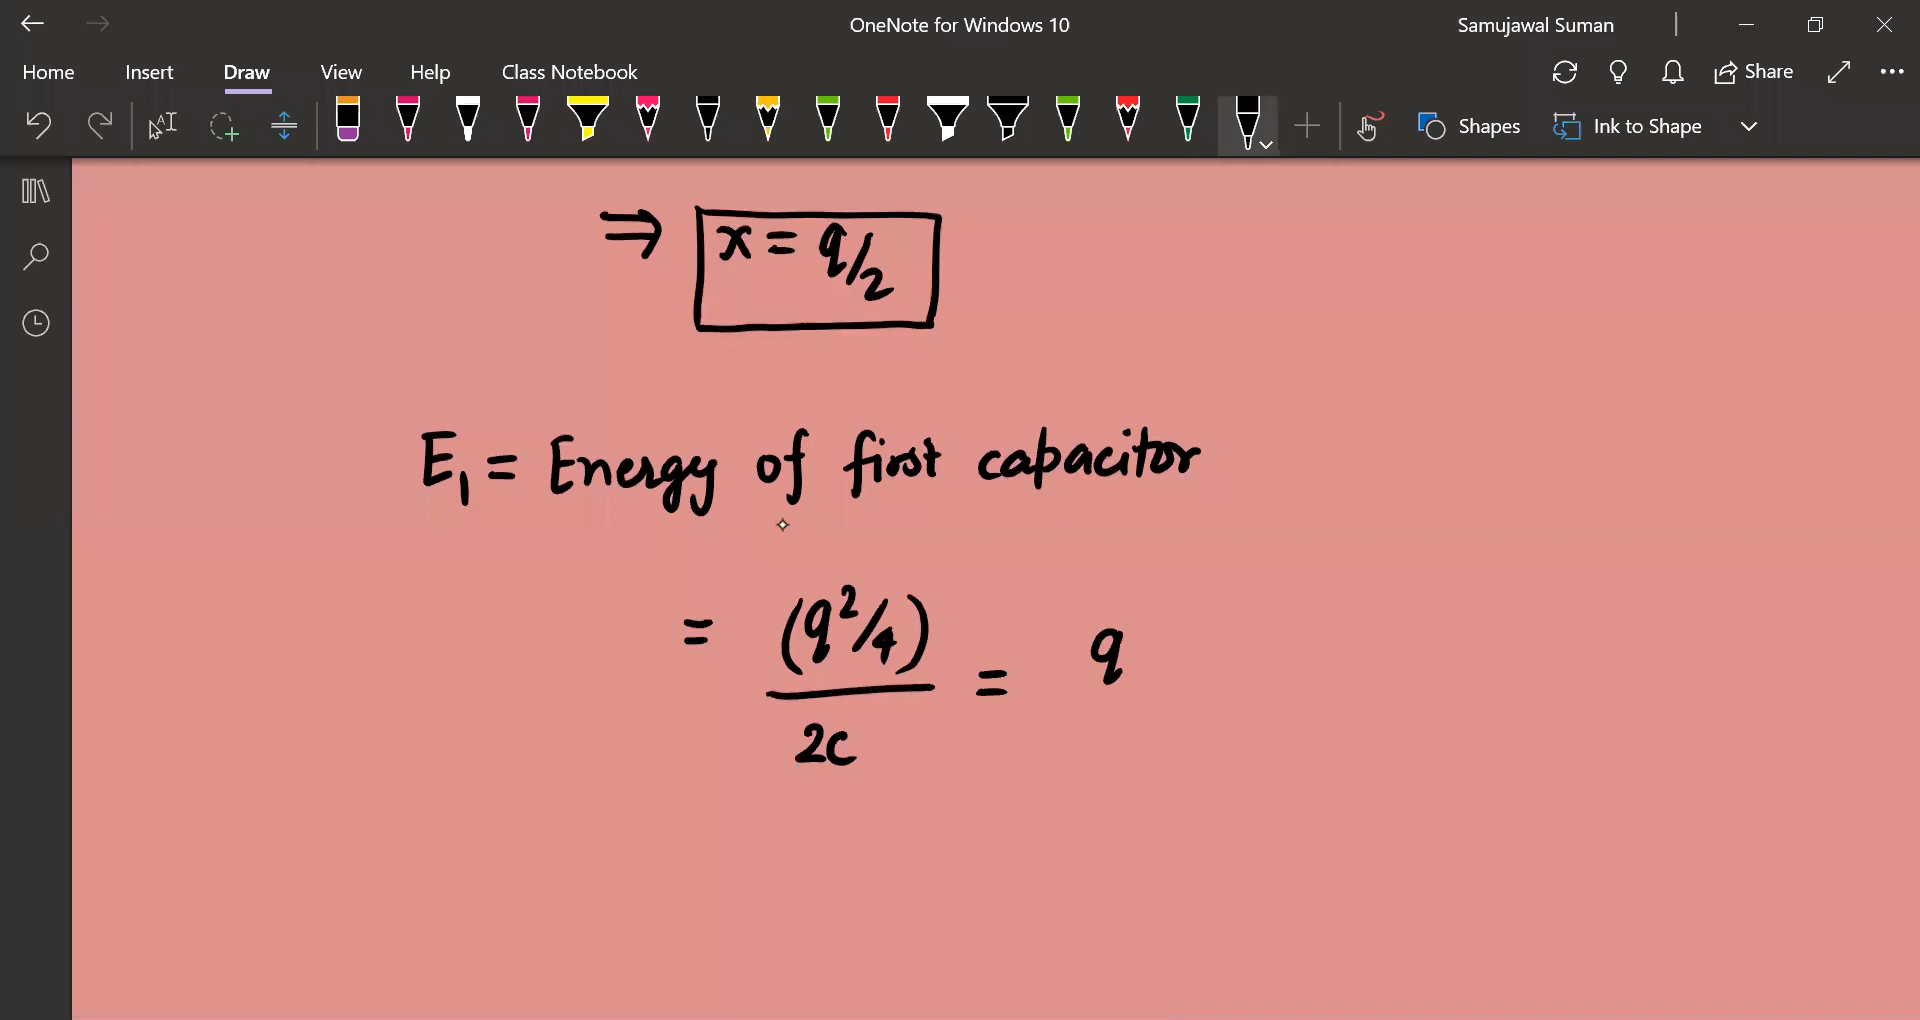 OneNote for Windows 10
Samujawal Suman
Home Insert Draw View Help Class Notebook
Share
Shapes Ink to Shape
⇒ x = q/2
E₁ = Energy of first capacitor
= (q²/4) / 2c = q